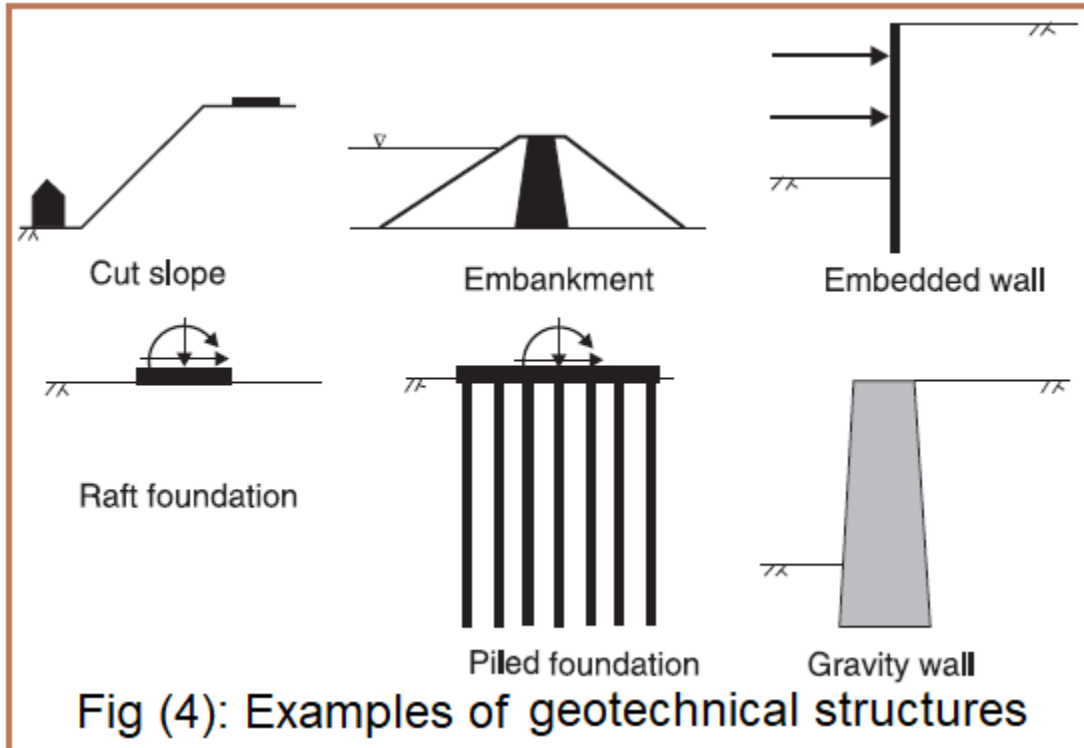 Cut slope
Embankment
Embedded wall
Raft foundation
Piled foundation
Gravity wall
Fig (4): Examples of geotechnical structures